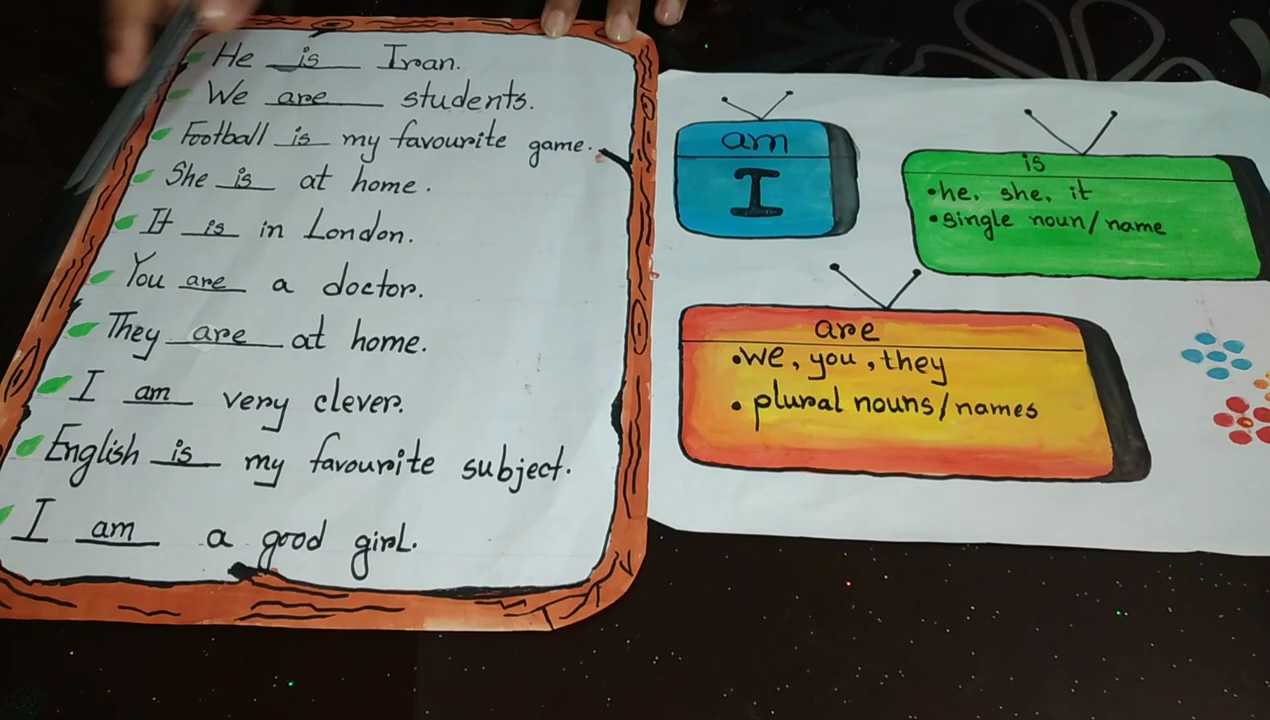 He is Iran.
We are students.
Football is my favourite game.
She is at home.
It is in London.
You are a doctor.
They are at home.
I am very clever.
English is my favourite subject.
I am a good girl.
am
I
is
•he, she, it
•single noun/name
are
•we, you, they
•plural nouns/names